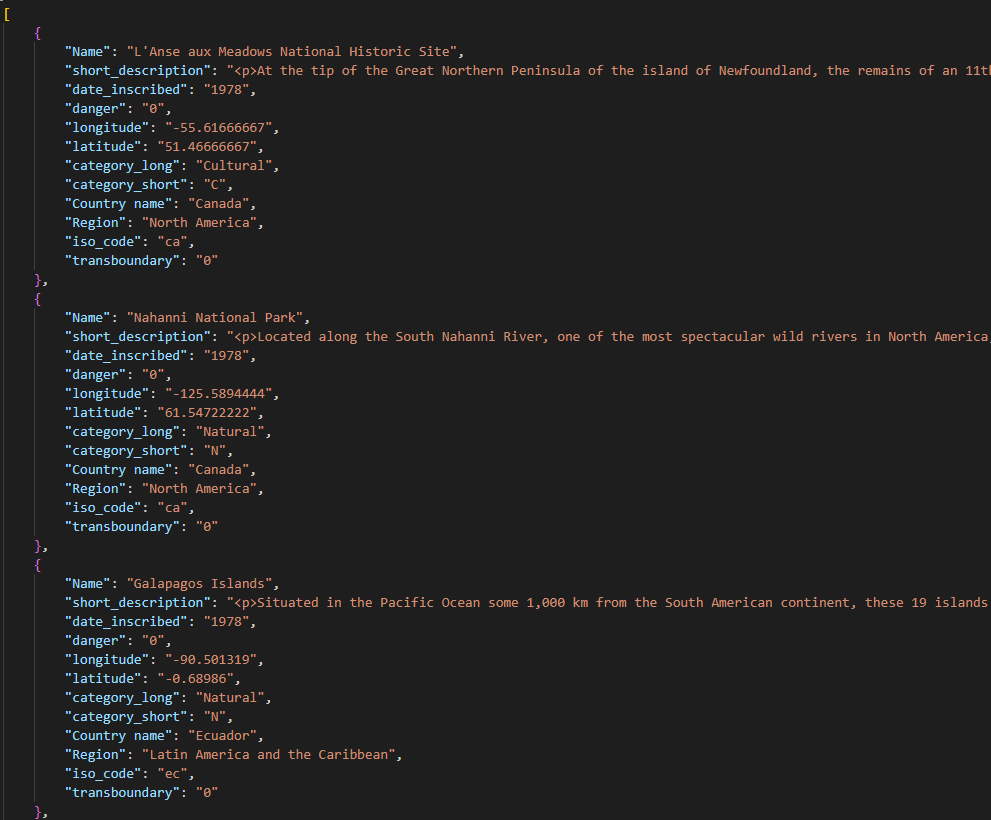 [
{
"Name": "L'Anse aux Meadows National Historic Site",
"short_description": "<p>At the tip of the Great Northern Peninsula of the island of Newfoundland, the remains of an 11th
"date_inscribed": "1978",
"danger": "0",
"longitude": "-55.61666667",
"latitude": "51.46666667",
"category_long": "Cultural",
"category_short": "C",
"Country name": "Canada",
"Region": "North America",
"iso_code": "ca",
"transboundary": "0"
},
{
"Name": "Nahanni National Park",
"short_description": "<p>Located along the South Nahanni River, one of the most spectacular wild rivers in North America,
"date_inscribed": "1978",
"danger": "0",
"longitude": "-125.5894444",
"latitude": "61.54722222",
"category_long": "Natural",
"category_short": "N",
"Country name": "Canada",
"Region": "North America",
"iso_code": "ca",
"transboundary": "0"
},
{
"Name": "Galapagos Islands",
"short_description": "<p>Situated in the Pacific Ocean some 1,000 km from the South American continent, these 19 islands
"date_inscribed": "1978",
"danger": "0",
"longitude": "-90.501319",
"latitude": "-0.68986",
"category_long": "Natural",
"category_short": "N",
"Country name": "Ecuador",
"Region": "Latin America and the Caribbean",
"iso_code": "ec",
"transboundary": "0"
},